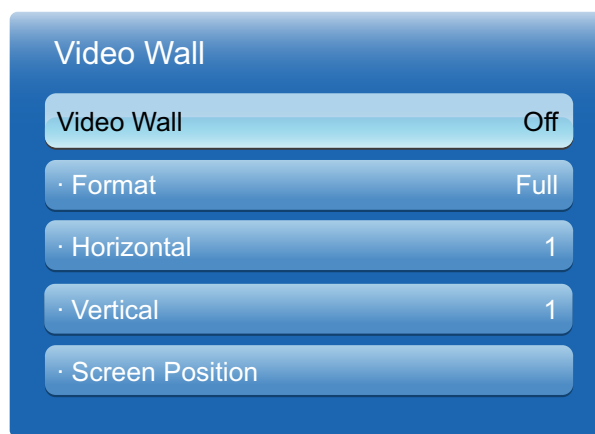 Video Wall
Video Wall Off
· Format Full
· Horizontal 1
· Vertical 1
· Screen Position